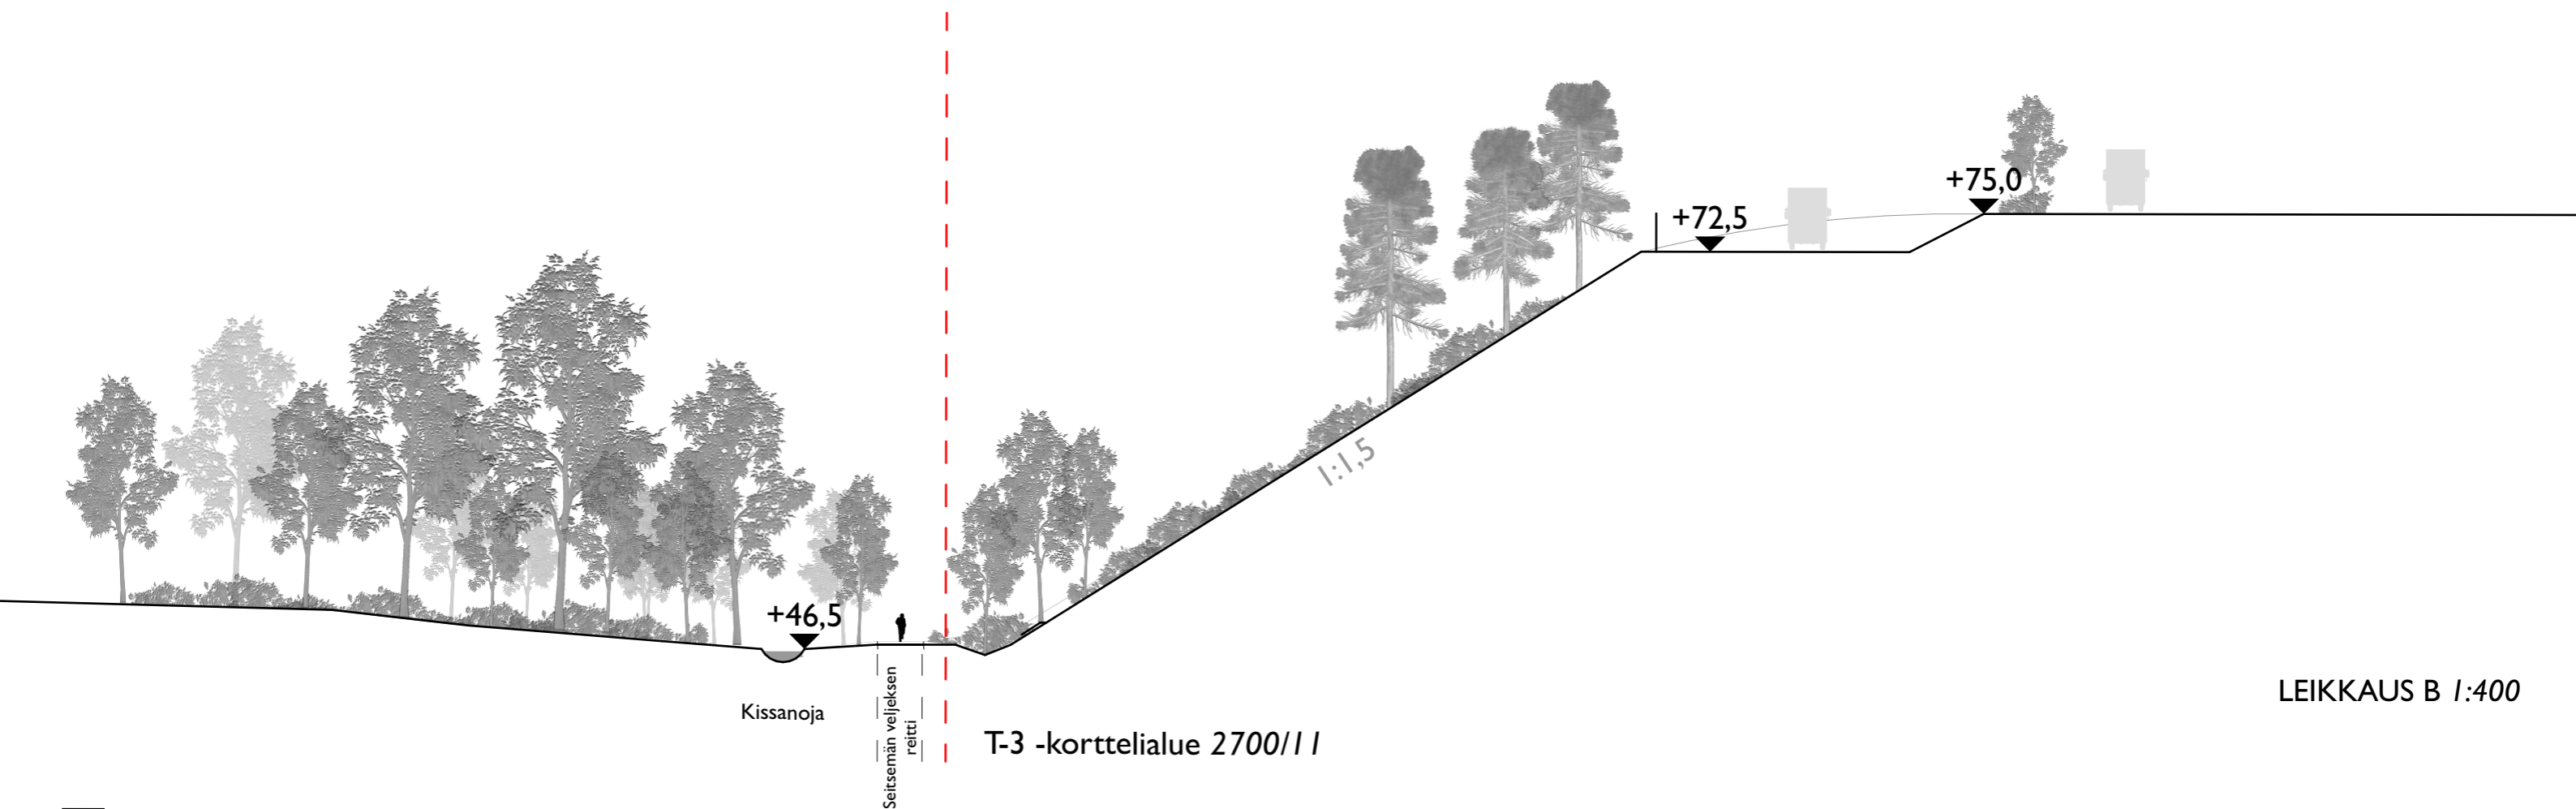 +75,0
+72,5
1:1,5
+46,5
Kissanoja
Seitsemän veljeksen
reitti
T-3 -korttelialue 2700/11
LEIKKAUS B 1:400